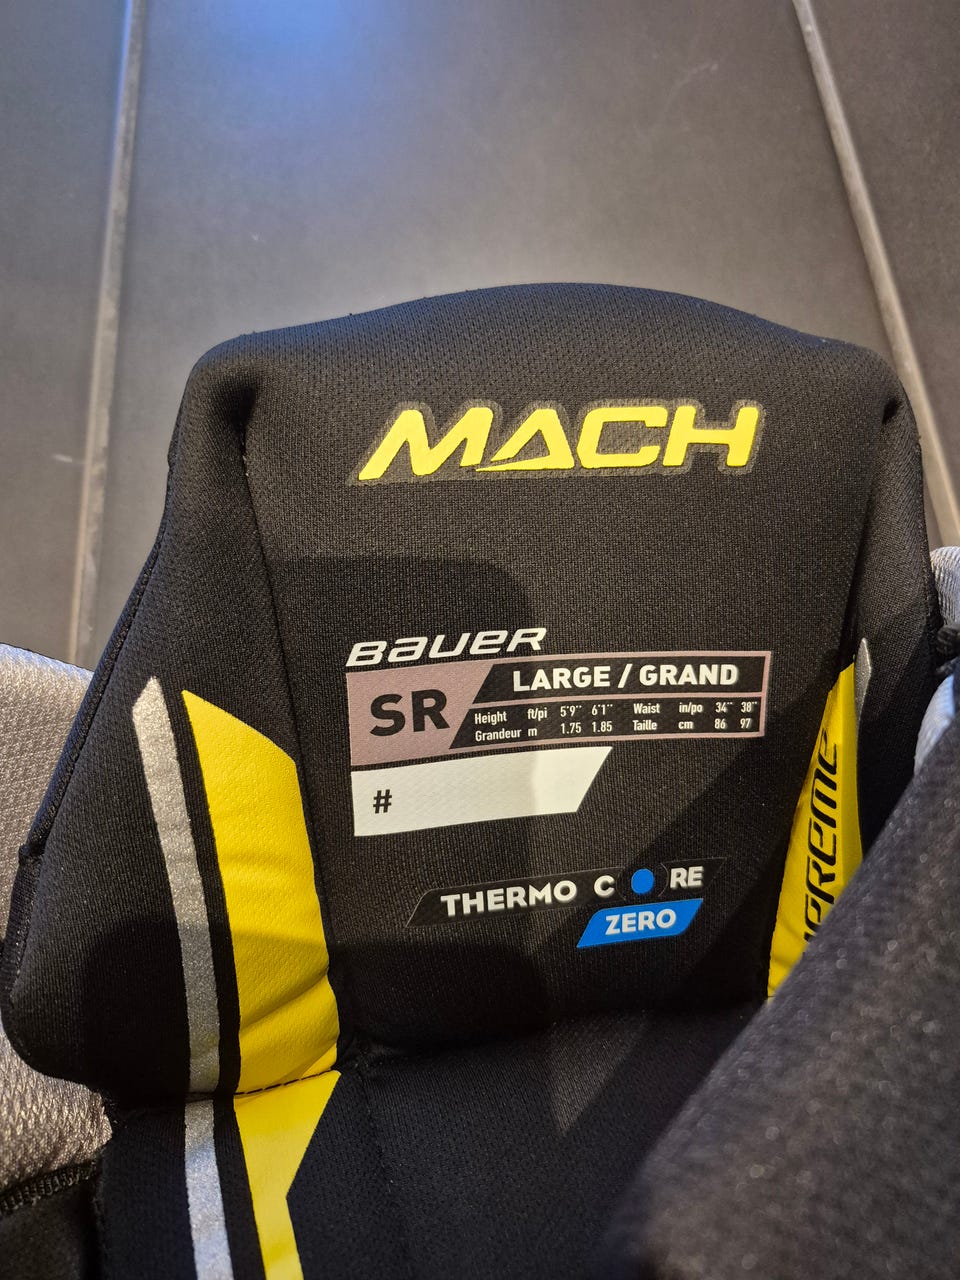 MACH
BAUER
SR
LARGE / GRAND
Height ft/pi 5'9'' 6'1'' Waist in/po 34'' 38''
Grandeur m 1.75 1.85 Taille cm 86 97
#
THERMO CORE
ZERO